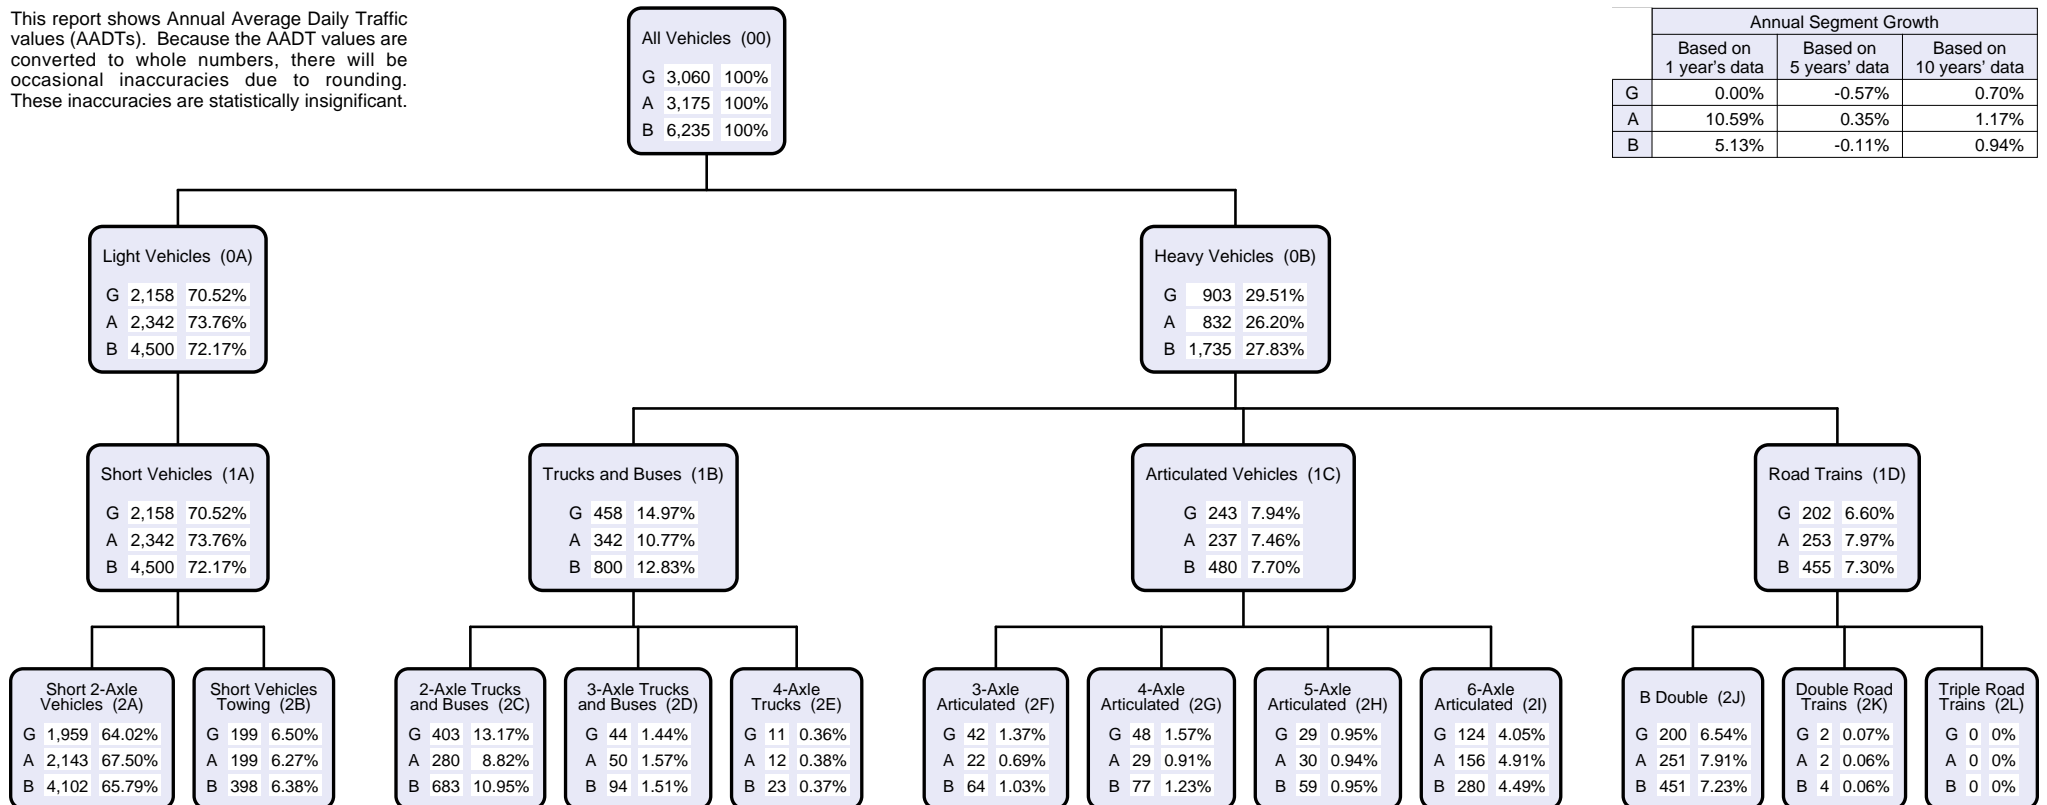 This report shows Annual Average Daily Traffic
values (AADTs). Because the AADT values are
converted to whole numbers, there will be
occasional inaccuracies due to rounding.
These inaccuracies are statistically insignificant.
All Vehicles (00)
G 3,060 100%
A 3,175 100%
B 6,235 100%
Annual Segment Growth
Based on 1 year's data Based on 5 years' data Based on 10 years' data
G 0.00% -0.57% 0.70%
A 10.59% 0.35% 1.17%
B 5.13% -0.11% 0.94%
Light Vehicles (0A)
G 2,158 70.52%
A 2,342 73.76%
B 4,500 72.17%
Heavy Vehicles (0B)
G 903 29.51%
A 832 26.20%
B 1,735 27.83%
Short Vehicles (1A)
G 2,158 70.52%
A 2,342 73.76%
B 4,500 72.17%
Trucks and Buses (1B)
G 458 14.97%
A 342 10.77%
B 800 12.83%
Articulated Vehicles (1C)
G 243 7.94%
A 237 7.46%
B 480 7.70%
Road Trains (1D)
G 202 6.60%
A 253 7.97%
B 455 7.30%
Short 2-Axle
Vehicles (2A)
G 1,959 64.02%
A 2,143 67.50%
B 4,102 65.79%
Short Vehicles
Towing (2B)
G 199 6.50%
A 199 6.27%
B 398 6.38%
2-Axle Trucks
and Buses (2C)
G 403 13.17%
A 280 8.82%
B 683 10.95%
3-Axle Trucks
and Buses (2D)
G 44 1.44%
A 50 1.57%
B 94 1.51%
4-Axle
Trucks (2E)
G 11 0.36%
A 12 0.38%
B 23 0.37%
3-Axle
Articulated (2F)
G 42 1.37%
A 22 0.69%
B 64 1.03%
4-Axle
Articulated (2G)
G 48 1.57%
A 29 0.91%
B 77 1.23%
5-Axle
Articulated (2H)
G 29 0.95%
A 30 0.94%
B 59 0.95%
6-Axle
Articulated (2I)
G 124 4.05%
A 156 4.91%
B 280 4.49%
B Double (2J)
G 200 6.54%
A 251 7.91%
B 451 7.23%
Double Road
Trains (2K)
G 2 0.07%
A 2 0.06%
B 4 0.06%
Triple Road
Trains (2L)
G 0 0%
A 0 0%
B 0 0%